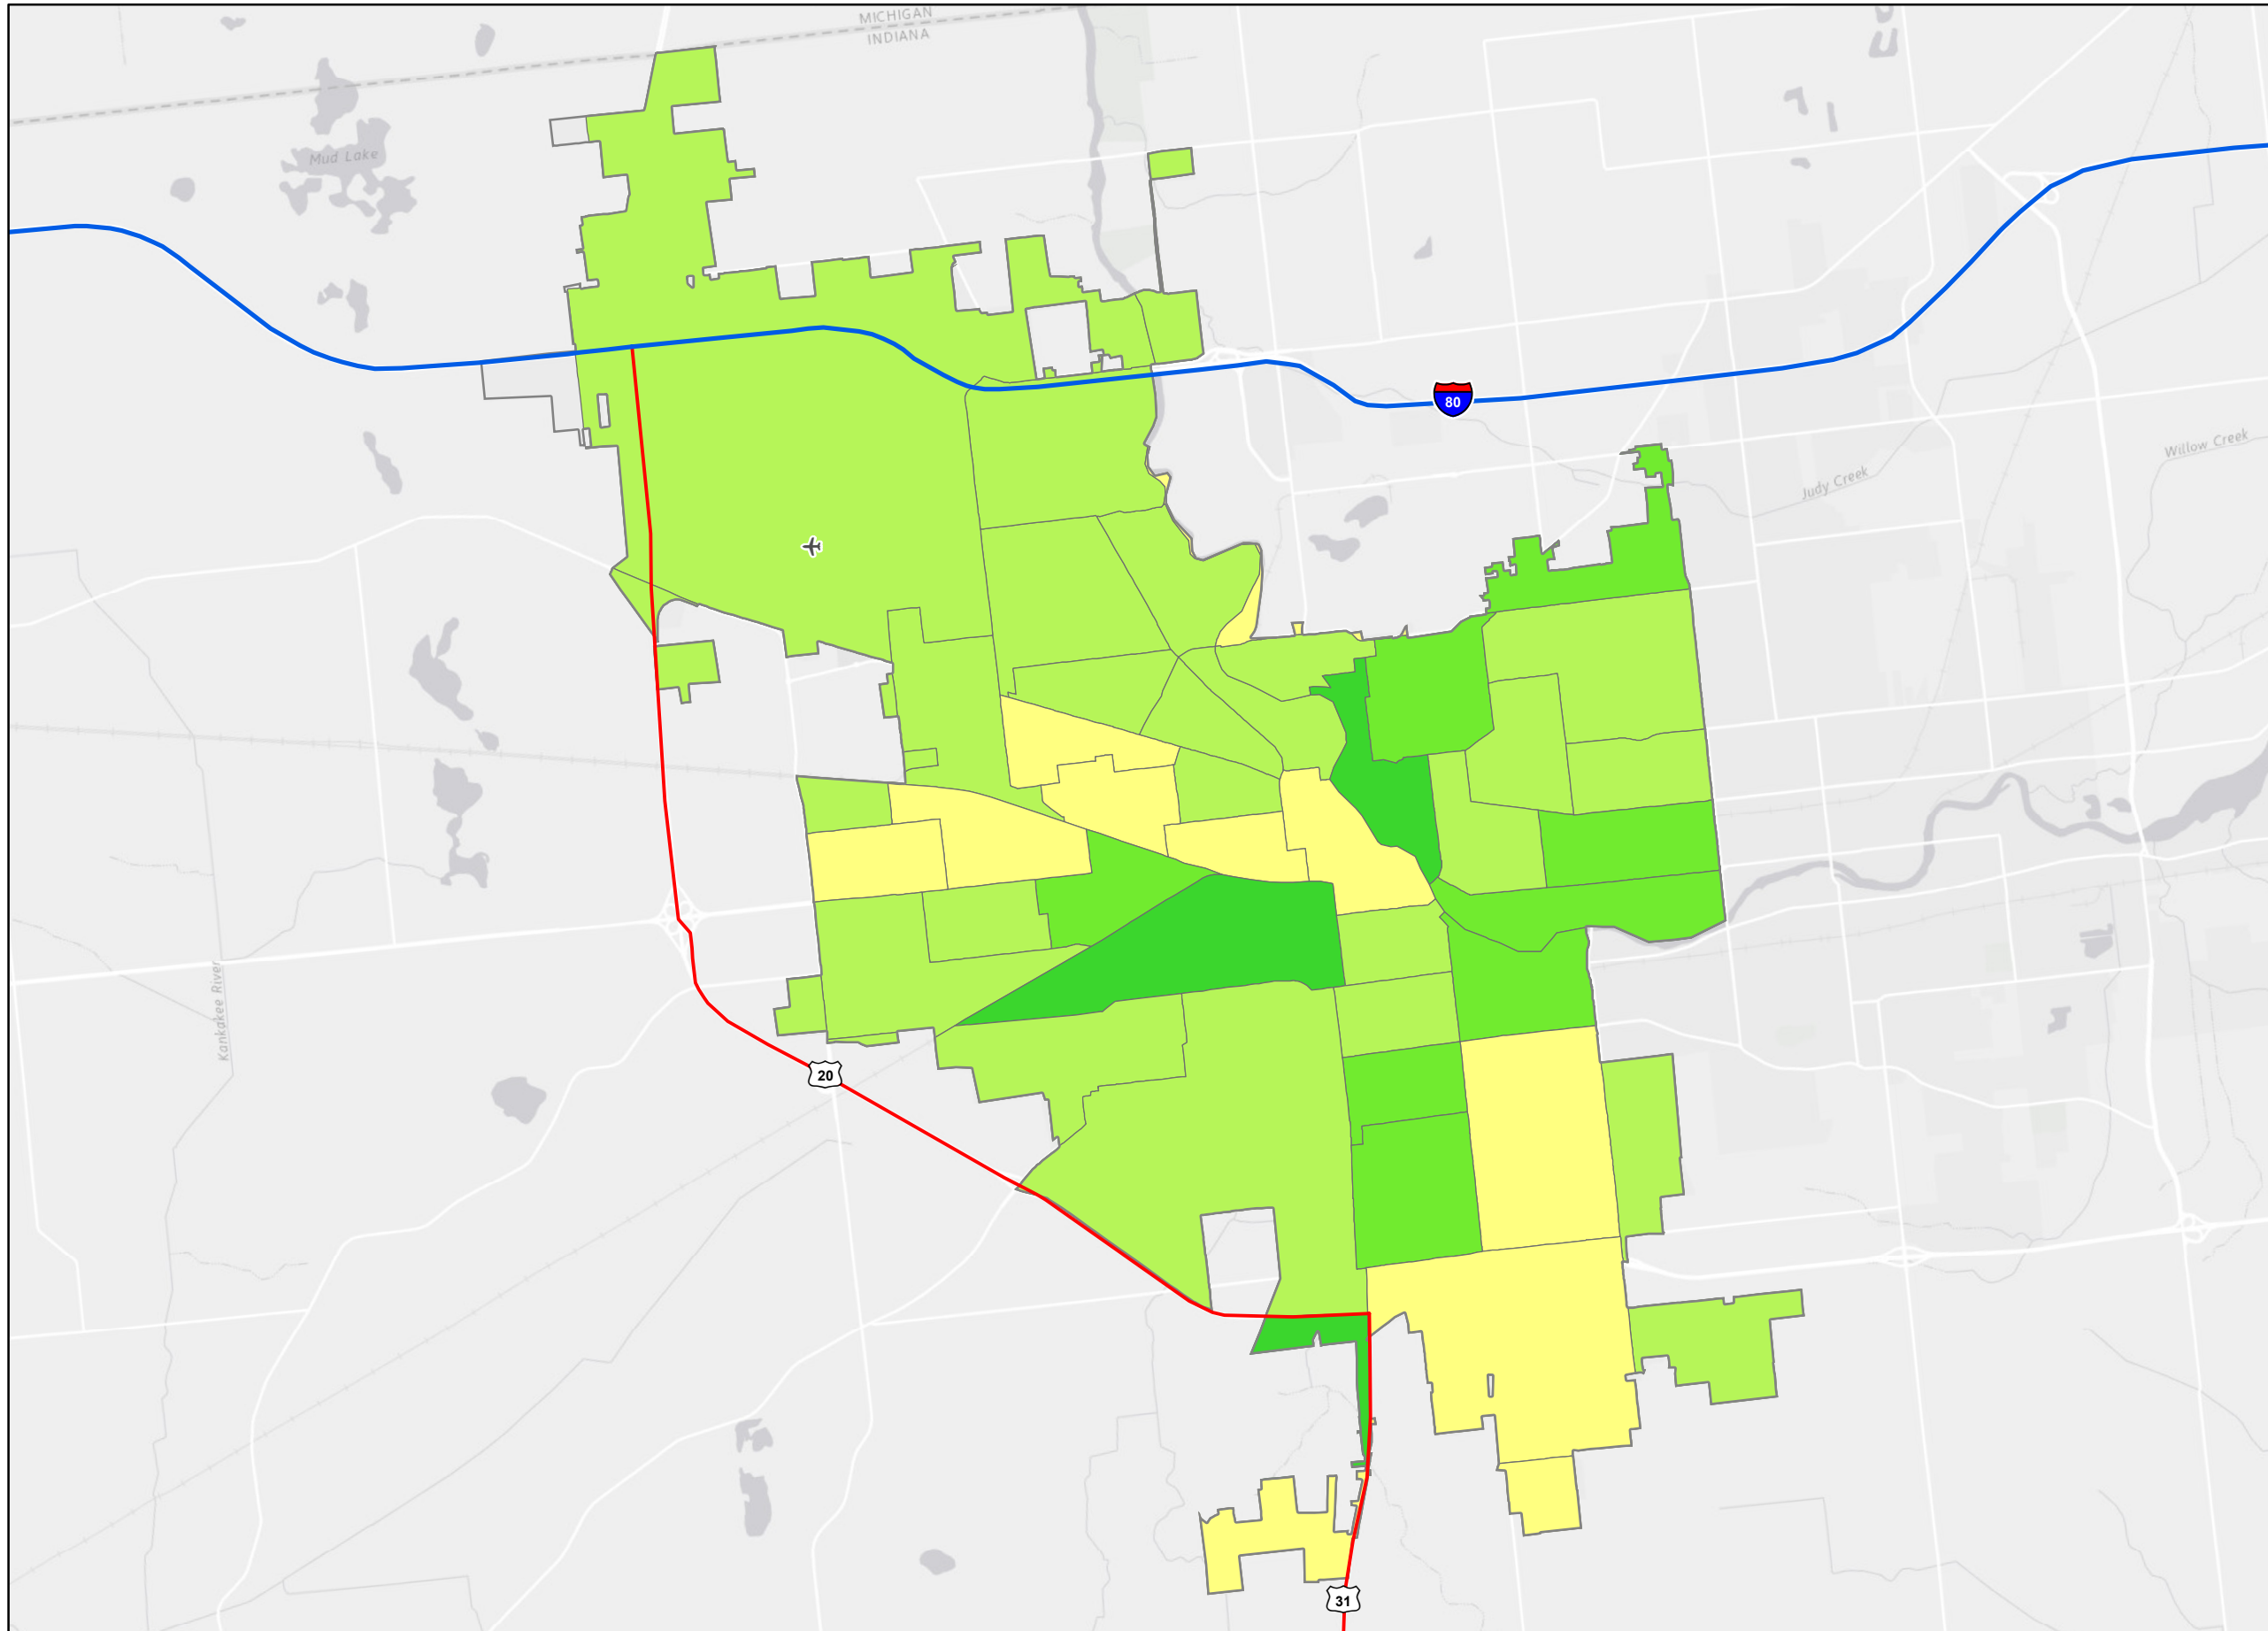 MICHIGAN
INDIANA
Mud Lake
80
Willow Creek
Judy Creek
Kankakee River
20
31